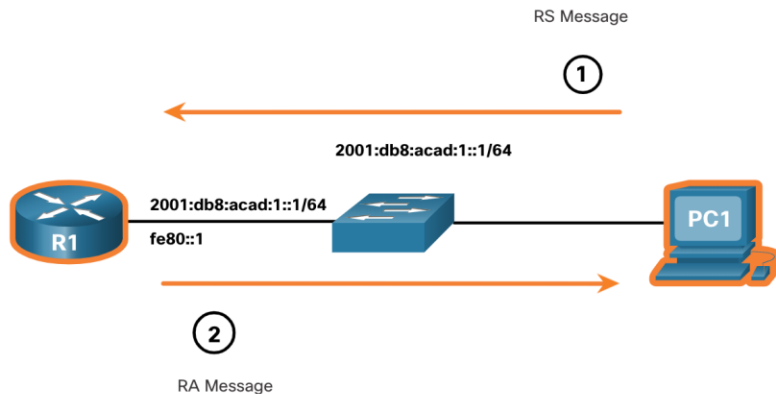 RS Message
1
2001:db8:acad:1::1/64
2001:db8:acad:1::1/64
R1
fe80::1
PC1
2
RA Message